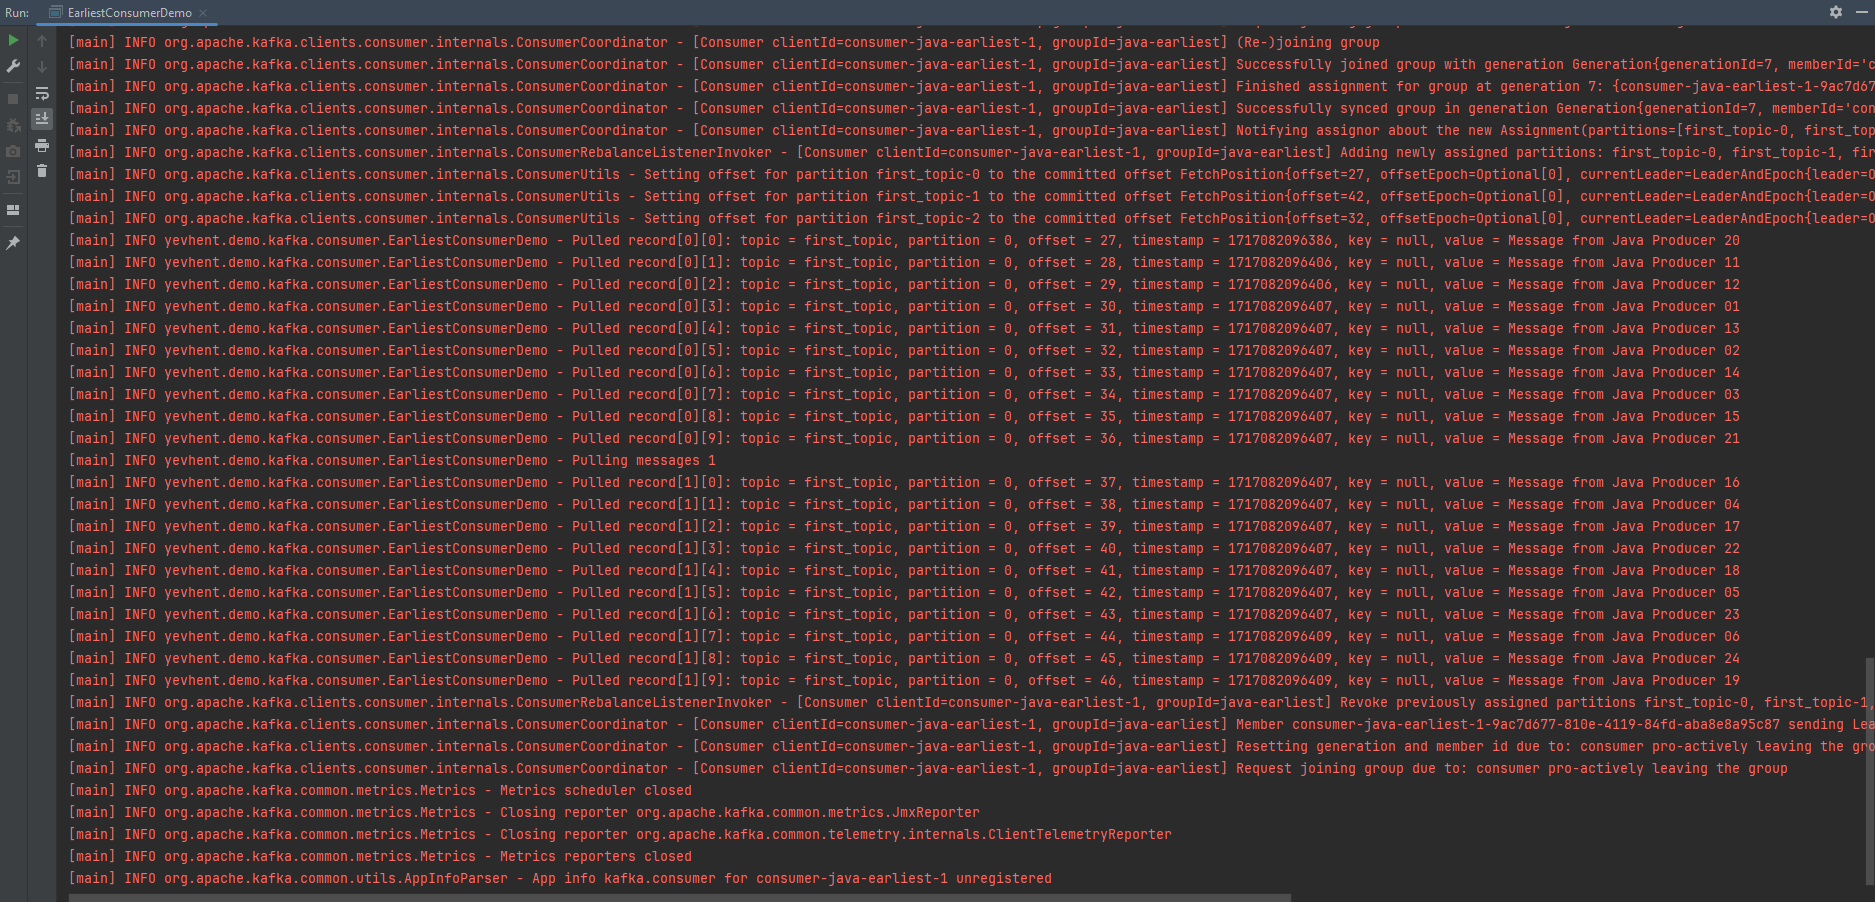 Run: EarliestConsumerDemo
[main] INFO org.apache.kafka.clients.consumer.internals.ConsumerCoordinator - [Consumer clientId=consumer-java-earliest-1, groupId=java-earliest] (Re-)joining group
[main] INFO org.apache.kafka.clients.consumer.internals.ConsumerCoordinator - [Consumer clientId=consumer-java-earliest-1, groupId=java-earliest] Successfully joined group with generation Generation{generationId=7, memberId='c
[main] INFO org.apache.kafka.clients.consumer.internals.ConsumerCoordinator - [Consumer clientId=consumer-java-earliest-1, groupId=java-earliest] Finished assignment for group at generation 7: {consumer-java-earliest-1-9ac7d67
[main] INFO org.apache.kafka.clients.consumer.internals.ConsumerCoordinator - [Consumer clientId=consumer-java-earliest-1, groupId=java-earliest] Successfully synced group in generation Generation{generationId=7, memberId='con
[main] INFO org.apache.kafka.clients.consumer.internals.ConsumerCoordinator - [Consumer clientId=consumer-java-earliest-1, groupId=java-earliest] Notifying assignor about the new Assignment(partitions=[first_topic-0, first_top
[main] INFO org.apache.kafka.clients.consumer.internals.ConsumerRebalanceListenerInvoker - [Consumer clientId=consumer-java-earliest-1, groupId=java-earliest] Adding newly assigned partitions: first_topic-0, first_topic-1, fir
[main] INFO org.apache.kafka.clients.consumer.internals.ConsumerUtils - Setting offset for partition first_topic-0 to the committed offset FetchPosition{offset=27, offsetEpoch=Optional[0], currentLeader=LeaderAndEpoch{leader=O
[main] INFO org.apache.kafka.clients.consumer.internals.ConsumerUtils - Setting offset for partition first_topic-1 to the committed offset FetchPosition{offset=42, offsetEpoch=Optional[0], currentLeader=LeaderAndEpoch{leader=O
[main] INFO org.apache.kafka.clients.consumer.internals.ConsumerUtils - Setting offset for partition first_topic-2 to the committed offset FetchPosition{offset=32, offsetEpoch=Optional[0], currentLeader=LeaderAndEpoch{leader=O
[main] INFO yevhent.demo.kafka.consumer.EarliestConsumerDemo - Pulled record[0][0]: topic = first_topic, partition = 0, offset = 27, timestamp = 1717082096386, key = null, value = Message from Java Producer 20
[main] INFO yevhent.demo.kafka.consumer.EarliestConsumerDemo - Pulled record[0][1]: topic = first_topic, partition = 0, offset = 28, timestamp = 1717082096406, key = null, value = Message from Java Producer 11
[main] INFO yevhent.demo.kafka.consumer.EarliestConsumerDemo - Pulled record[0][2]: topic = first_topic, partition = 0, offset = 29, timestamp = 1717082096406, key = null, value = Message from Java Producer 12
[main] INFO yevhent.demo.kafka.consumer.EarliestConsumerDemo - Pulled record[0][3]: topic = first_topic, partition = 0, offset = 30, timestamp = 1717082096407, key = null, value = Message from Java Producer 01
[main] INFO yevhent.demo.kafka.consumer.EarliestConsumerDemo - Pulled record[0][4]: topic = first_topic, partition = 0, offset = 31, timestamp = 1717082096407, key = null, value = Message from Java Producer 13
[main] INFO yevhent.demo.kafka.consumer.EarliestConsumerDemo - Pulled record[0][5]: topic = first_topic, partition = 0, offset = 32, timestamp = 1717082096407, key = null, value = Message from Java Producer 02
[main] INFO yevhent.demo.kafka.consumer.EarliestConsumerDemo - Pulled record[0][6]: topic = first_topic, partition = 0, offset = 33, timestamp = 1717082096407, key = null, value = Message from Java Producer 14
[main] INFO yevhent.demo.kafka.consumer.EarliestConsumerDemo - Pulled record[0][7]: topic = first_topic, partition = 0, offset = 34, timestamp = 1717082096407, key = null, value = Message from Java Producer 03
[main] INFO yevhent.demo.kafka.consumer.EarliestConsumerDemo - Pulled record[0][8]: topic = first_topic, partition = 0, offset = 35, timestamp = 1717082096407, key = null, value = Message from Java Producer 15
[main] INFO yevhent.demo.kafka.consumer.EarliestConsumerDemo - Pulled record[0][9]: topic = first_topic, partition = 0, offset = 36, timestamp = 1717082096407, key = null, value = Message from Java Producer 21
[main] INFO yevhent.demo.kafka.consumer.EarliestConsumerDemo - Pulling messages 1
[main] INFO yevhent.demo.kafka.consumer.EarliestConsumerDemo - Pulled record[1][0]: topic = first_topic, partition = 0, offset = 37, timestamp = 1717082096407, key = null, value = Message from Java Producer 16
[main] INFO yevhent.demo.kafka.consumer.EarliestConsumerDemo - Pulled record[1][1]: topic = first_topic, partition = 0, offset = 38, timestamp = 1717082096407, key = null, value = Message from Java Producer 04
[main] INFO yevhent.demo.kafka.consumer.EarliestConsumerDemo - Pulled record[1][2]: topic = first_topic, partition = 0, offset = 39, timestamp = 1717082096407, key = null, value = Message from Java Producer 17
[main] INFO yevhent.demo.kafka.consumer.EarliestConsumerDemo - Pulled record[1][3]: topic = first_topic, partition = 0, offset = 40, timestamp = 1717082096407, key = null, value = Message from Java Producer 22
[main] INFO yevhent.demo.kafka.consumer.EarliestConsumerDemo - Pulled record[1][4]: topic = first_topic, partition = 0, offset = 41, timestamp = 1717082096407, key = null, value = Message from Java Producer 18
[main] INFO yevhent.demo.kafka.consumer.EarliestConsumerDemo - Pulled record[1][5]: topic = first_topic, partition = 0, offset = 42, timestamp = 1717082096407, key = null, value = Message from Java Producer 05
[main] INFO yevhent.demo.kafka.consumer.EarliestConsumerDemo - Pulled record[1][6]: topic = first_topic, partition = 0, offset = 43, timestamp = 1717082096407, key = null, value = Message from Java Producer 23
[main] INFO yevhent.demo.kafka.consumer.EarliestConsumerDemo - Pulled record[1][7]: topic = first_topic, partition = 0, offset = 44, timestamp = 1717082096409, key = null, value = Message from Java Producer 06
[main] INFO yevhent.demo.kafka.consumer.EarliestConsumerDemo - Pulled record[1][8]: topic = first_topic, partition = 0, offset = 45, timestamp = 1717082096409, key = null, value = Message from Java Producer 24
[main] INFO yevhent.demo.kafka.consumer.EarliestConsumerDemo - Pulled record[1][9]: topic = first_topic, partition = 0, offset = 46, timestamp = 1717082096409, key = null, value = Message from Java Producer 19
[main] INFO org.apache.kafka.clients.consumer.internals.ConsumerRebalanceListenerInvoker - [Consumer clientId=consumer-java-earliest-1, groupId=java-earliest] Revoke previously assigned partitions first_topic-0, first_topic-1,
[main] INFO org.apache.kafka.clients.consumer.internals.ConsumerCoordinator - [Consumer clientId=consumer-java-earliest-1, groupId=java-earliest] Member consumer-java-earliest-1-9ac7d677-810e-4119-84fd-aba8e8a95c87 sending Lea
[main] INFO org.apache.kafka.clients.consumer.internals.ConsumerCoordinator - [Consumer clientId=consumer-java-earliest-1, groupId=java-earliest] Resetting generation and member id due to: consumer pro-actively leaving the gro
[main] INFO org.apache.kafka.clients.consumer.internals.ConsumerCoordinator - [Consumer clientId=consumer-java-earliest-1, groupId=java-earliest] Request joining group due to: consumer pro-actively leaving the group
[main] INFO org.apache.kafka.common.metrics.Metrics - Metrics scheduler closed
[main] INFO org.apache.kafka.common.metrics.Metrics - Closing reporter org.apache.kafka.common.metrics.JmxReporter
[main] INFO org.apache.kafka.common.metrics.Metrics - Closing reporter org.apache.kafka.common.telemetry.internals.ClientTelemetryReporter
[main] INFO org.apache.kafka.common.metrics.Metrics - Metrics reporters closed
[main] INFO org.apache.kafka.common.utils.AppInfoParser - App info kafka.consumer for consumer-java-earliest-1 unregistered